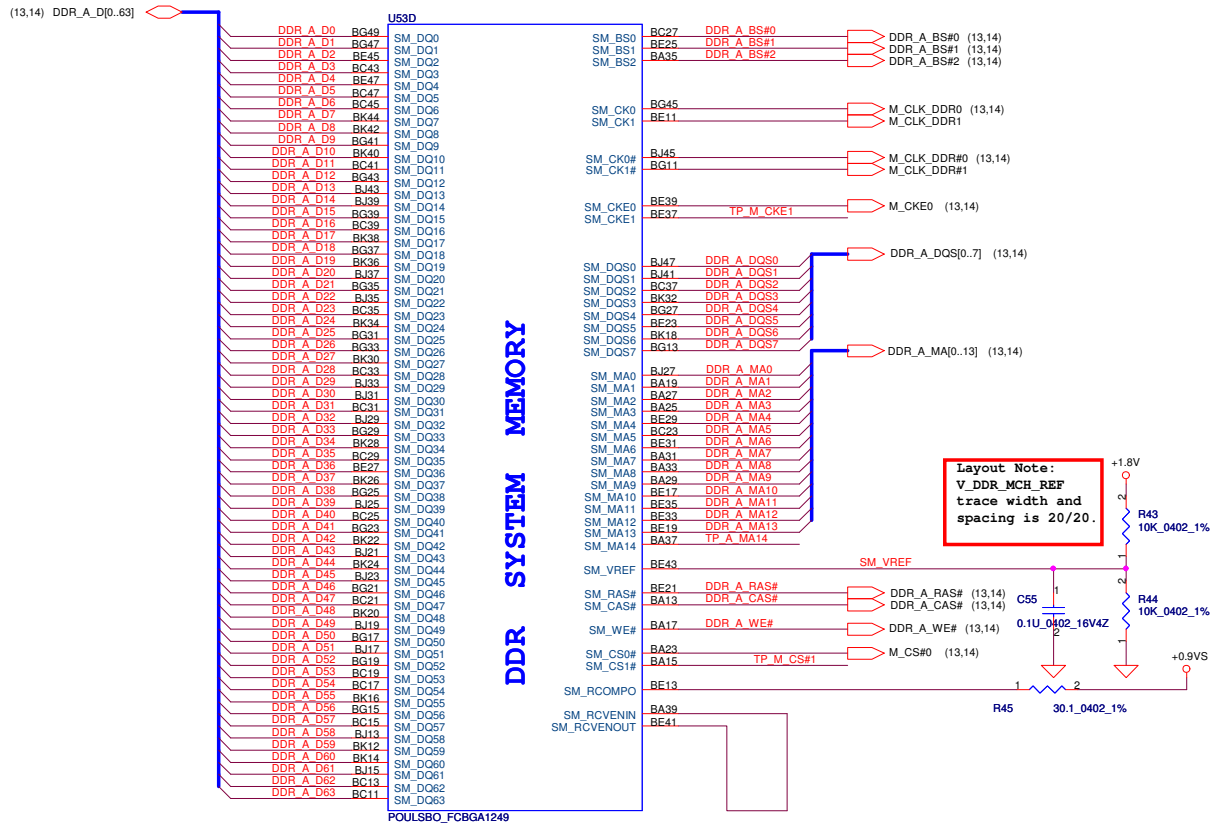 (13,14) DDR_A_D[0..63]
U53D
DDR_A_D0 BG49 SM_DQ0
DDR_A_D1 BG47 SM_DQ1
DDR_A_D2 BE45 SM_DQ2
DDR_A_D3 BC43 SM_DQ3
DDR_A_D4 BE47 SM_DQ4
DDR_A_D5 BC47 SM_DQ5
DDR_A_D6 BC45 SM_DQ6
DDR_A_D7 BK44 SM_DQ7
DDR_A_D8 BK42 SM_DQ8
DDR_A_D9 BG41 SM_DQ9
DDR_A_D10 BK40 SM_DQ10
DDR_A_D11 BC41 SM_DQ11
DDR_A_D12 BG43 SM_DQ12
DDR_A_D13 BJ43 SM_DQ13
DDR_A_D14 BJ39 SM_DQ14
DDR_A_D15 BG39 SM_DQ15
DDR_A_D16 BC39 SM_DQ16
DDR_A_D17 BK38 SM_DQ17
DDR_A_D18 BG37 SM_DQ18
DDR_A_D19 BK36 SM_DQ19
DDR_A_D20 BJ37 SM_DQ20
DDR_A_D21 BG35 SM_DQ21
DDR_A_D22 BJ35 SM_DQ22
DDR_A_D23 BC35 SM_DQ23
DDR_A_D24 BK34 SM_DQ24
DDR_A_D25 BG31 SM_DQ25
DDR_A_D26 BG33 SM_DQ26
DDR_A_D27 BK30 SM_DQ27
DDR_A_D28 BC33 SM_DQ28
DDR_A_D29 BJ33 SM_DQ29
DDR_A_D30 BJ31 SM_DQ30
DDR_A_D31 BC31 SM_DQ31
DDR_A_D32 BJ29 SM_DQ32
DDR_A_D33 BG29 SM_DQ33
DDR_A_D34 BK28 SM_DQ34
DDR_A_D35 BC29 SM_DQ35
DDR_A_D36 BE27 SM_DQ36
DDR_A_D37 BK26 SM_DQ37
DDR_A_D38 BG25 SM_DQ38
DDR_A_D39 BJ25 SM_DQ39
DDR_A_D40 BC25 SM_DQ40
DDR_A_D41 BG23 SM_DQ41
DDR_A_D42 BK22 SM_DQ42
DDR_A_D43 BJ21 SM_DQ43
DDR_A_D44 BK24 SM_DQ44
DDR_A_D45 BJ23 SM_DQ45
DDR_A_D46 BG21 SM_DQ46
DDR_A_D47 BC21 SM_DQ47
DDR_A_D48 BK20 SM_DQ48
DDR_A_D49 BJ19 SM_DQ49
DDR_A_D50 BG17 SM_DQ50
DDR_A_D51 BJ17 SM_DQ51
DDR_A_D52 BG19 SM_DQ52
DDR_A_D53 BC19 SM_DQ53
DDR_A_D54 BC17 SM_DQ54
DDR_A_D55 BK16 SM_DQ55
DDR_A_D56 BG15 SM_DQ56
DDR_A_D57 BC15 SM_DQ57
DDR_A_D58 BJ13 SM_DQ58
DDR_A_D59 BK12 SM_DQ59
DDR_A_D60 BK14 SM_DQ60
DDR_A_D61 BJ15 SM_DQ61
DDR_A_D62 BC13 SM_DQ62
DDR_A_D63 BC11 SM_DQ63
POULSBO_FCBGA1249
DDR SYSTEM MEMORY
SM_BS0 BC27 DDR_A_BS#0 DDR_A_BS#0 (13,14)
SM_BS1 BE25 DDR_A_BS#1 DDR_A_BS#1 (13,14)
SM_BS2 BA35 DDR_A_BS#2 DDR_A_BS#2 (13,14)
SM_CK0 BG45 M_CLK_DDR0 (13,14)
SM_CK1 BE11 M_CLK_DDR1
SM_CK0# BJ45 M_CLK_DDR#0 (13,14)
SM_CK1# BG11 M_CLK_DDR#1
SM_CKE0 BE39 M_CKE0 (13,14)
SM_CKE1 BE37 TP_M_CKE1
DDR_A_DQS[0..7] (13,14)
SM_DQS0 BJ47 DDR_A_DQS0
SM_DQS1 BJ41 DDR_A_DQS1
SM_DQS2 BC37 DDR_A_DQS2
SM_DQS3 BK32 DDR_A_DQS3
SM_DQS4 BG27 DDR_A_DQS4
SM_DQS5 BE23 DDR_A_DQS5
SM_DQS6 BK18 DDR_A_DQS6
SM_DQS7 BG13 DDR_A_DQS7
DDR_A_MA[0..13] (13,14)
SM_MA0 BJ27 DDR_A_MA0
SM_MA1 BA19 DDR_A_MA1
SM_MA2 BA27 DDR_A_MA2
SM_MA3 BA25 DDR_A_MA3
SM_MA4 BE29 DDR_A_MA4
SM_MA5 BC23 DDR_A_MA5
SM_MA6 BE31 DDR_A_MA6
SM_MA7 BA31 DDR_A_MA7
SM_MA8 BA33 DDR_A_MA8
SM_MA9 BA29 DDR_A_MA9
SM_MA10 BE17 DDR_A_MA10
SM_MA11 BE35 DDR_A_MA11
SM_MA12 BE33 DDR_A_MA12
SM_MA13 BE19 DDR_A_MA13
SM_MA14 BA37 TP_A_MA14
SM_VREF BE43 SM_VREF
SM_RAS# BE21 DDR_A_RAS# DDR_A_RAS# (13,14)
SM_CAS# BA13 DDR_A_CAS# DDR_A_CAS# (13,14)
SM_WE# BA17 DDR_A_WE# DDR_A_WE# (13,14)
SM_CS0# BA23 M_CS#0 (13,14)
SM_CS1# BA15 TP_M_CS#1
SM_RCOMPO BE13
SM_RCVENIN BA39
SM_RCVENOUT BE41
Layout Note:
V_DDR_MCH_REF
trace width and
spacing is 20/20.
+1.8V
2
R43
10K_0402_1%
1
2
R44
10K_0402_1%
1
1
C55
0.1U_0402_16V4Z
2
+0.9VS
1 2
R45 30.1_0402_1%